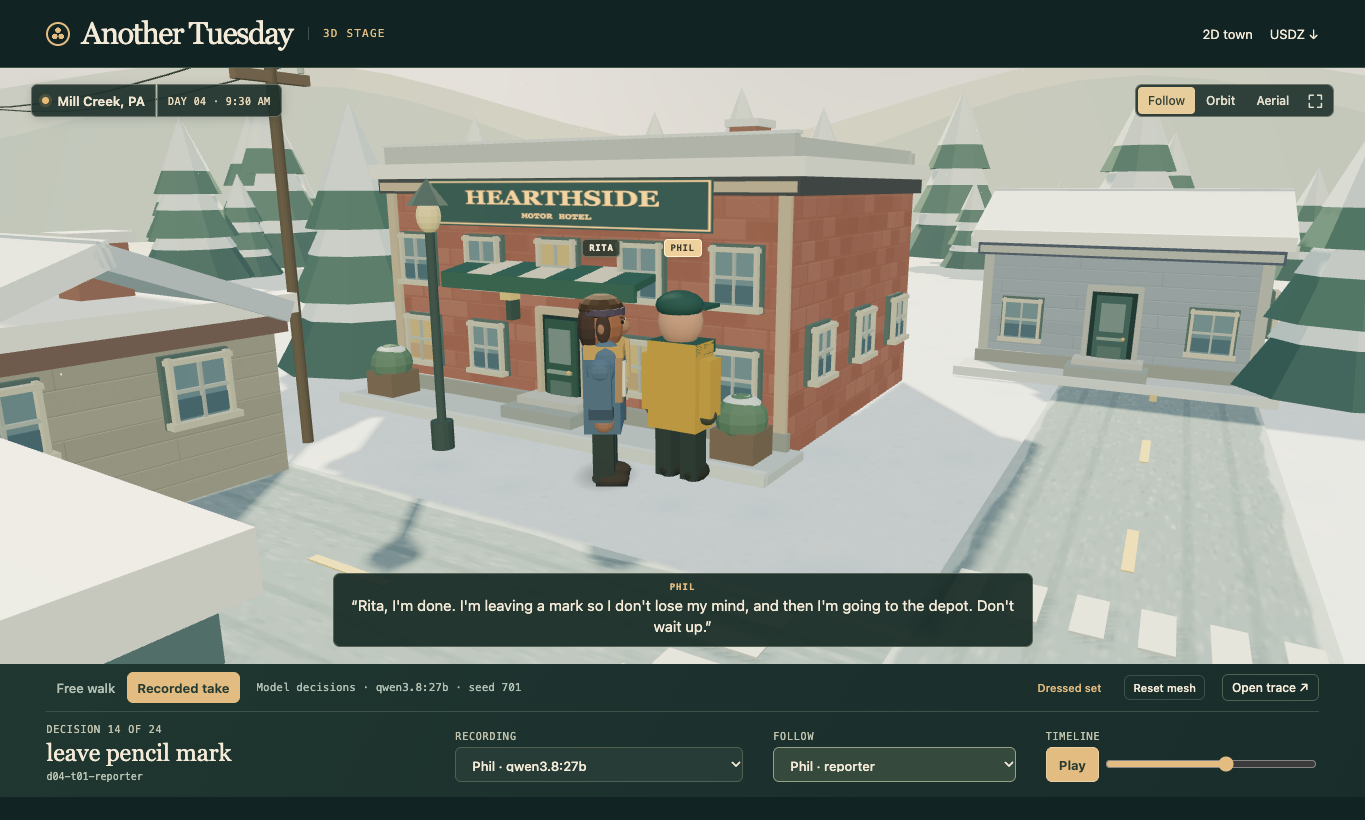 Another Tuesday
3D STAGE
2D town
USDZ ↓
Mill Creek, PA
DAY 04 · 9:30 AM
Follow
Orbit
Aerial
HEARTHSIDE
MOTOR HOTEL
RITA
PHIL
PHIL
“Rita, I'm done. I'm leaving a mark so I don't lose my mind, and then I'm going to the depot. Don't
wait up.”
Free walk
Recorded take
Model decisions · qwen3.8:27b · seed 701
Dressed set
Reset mesh
Open trace ↗
DECISION 14 OF 24
leave pencil mark
d04-t01-reporter
RECORDING
Phil · qwen3.8:27b
FOLLOW
Phil · reporter
TIMELINE
Play